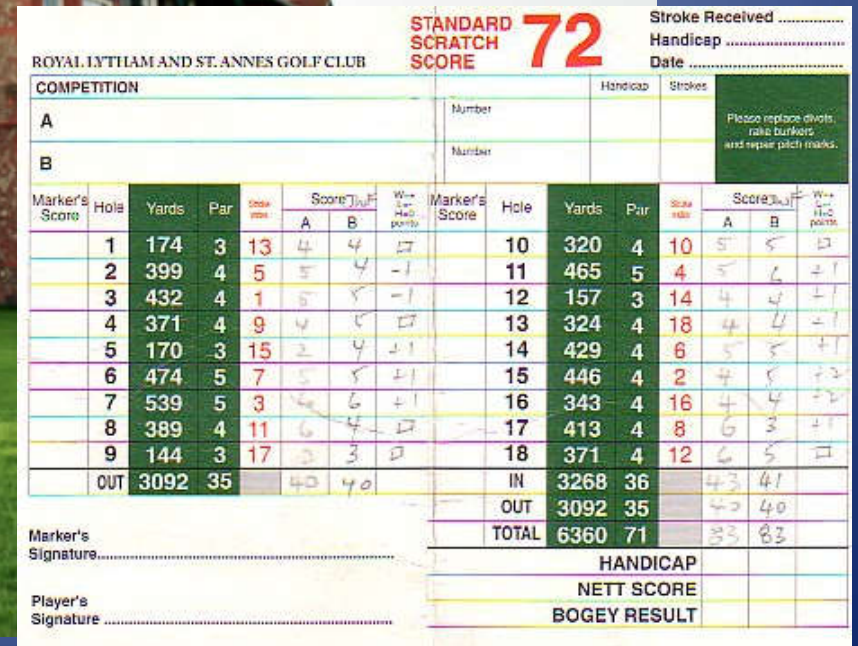 STANDARD SCRATCH SCORE 72
Stroke Received
Handicap
Date
ROYAL LYTHAM AND ST. ANNES GOLF CLUB
COMPETITION
Handicap Strokes
A Number
B Number
Please replace divots,
rake bunkers
and repair pitch marks.
Marker's Score Hole Yards Par Score A B points Marker's Score Hole Yards Par Score A B points
1 174 3 13 4 4 10 320 4 10 5 5
2 399 4 5 5 4 -1 11 465 5 4 5 6 +1
3 432 4 1 5 5 -1 12 157 3 14 4 4 +1
4 371 4 9 4 5 13 324 4 18 4 4 +1
5 170 3 15 2 4 +1 14 429 4 6 5 5 +1
6 474 5 7 5 5 +1 15 446 4 2 4 5 +2
7 539 5 3 6 6 +1 16 343 4 16 4 4 +2
8 389 4 11 6 4 17 413 4 8 6 3 +1
9 144 3 17 3 18 371 4 12 6 5
OUT 3092 35 40 40 IN 3268 36 43 41
OUT 3092 35 40 40
TOTAL 6360 71 83 83
Marker's
Signature
HANDICAP
NETT SCORE
Player's
Signature
BOGEY RESULT